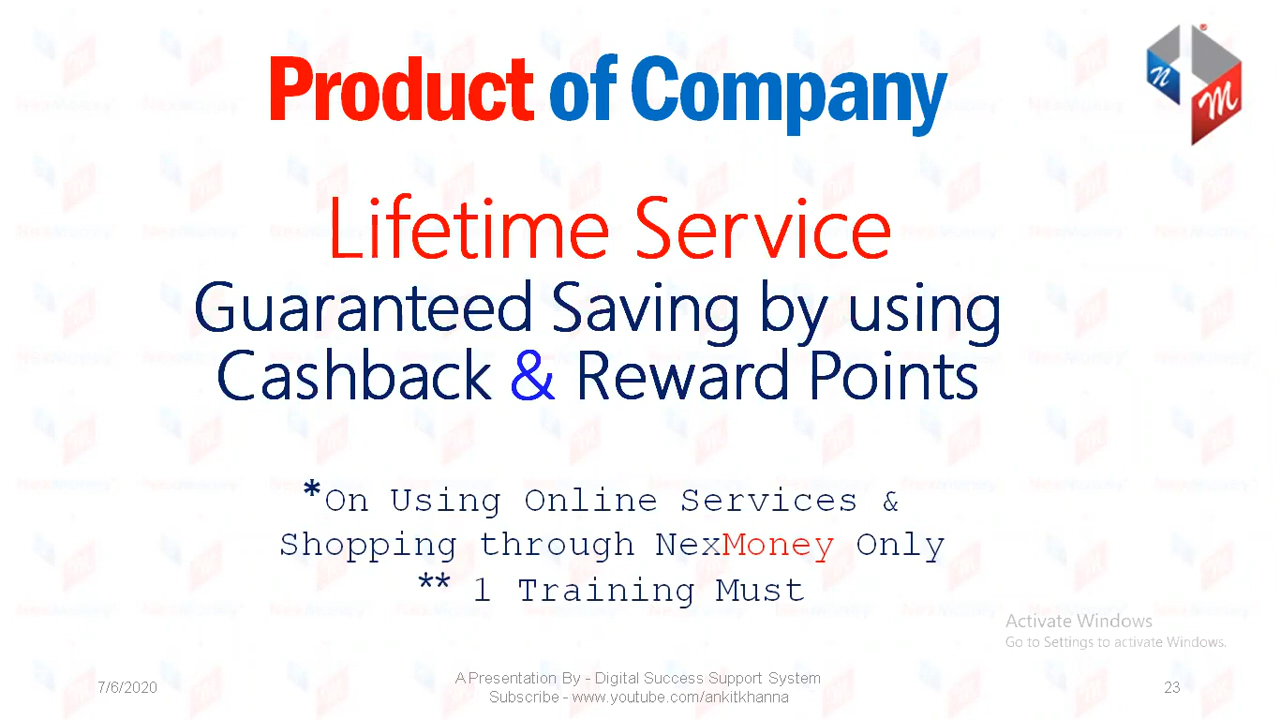 Product of Company
Lifetime Service
Guaranteed Saving by using
Cashback & Reward Points
*On Using Online Services &
Shopping through NexMoney Only
** 1 Training Must
Activate Windows
Go to Settings to activate Windows.
7/6/2020
A Presentation By - Digital Success Support System
Subscribe - www.youtube.com/ankitkhanna
23